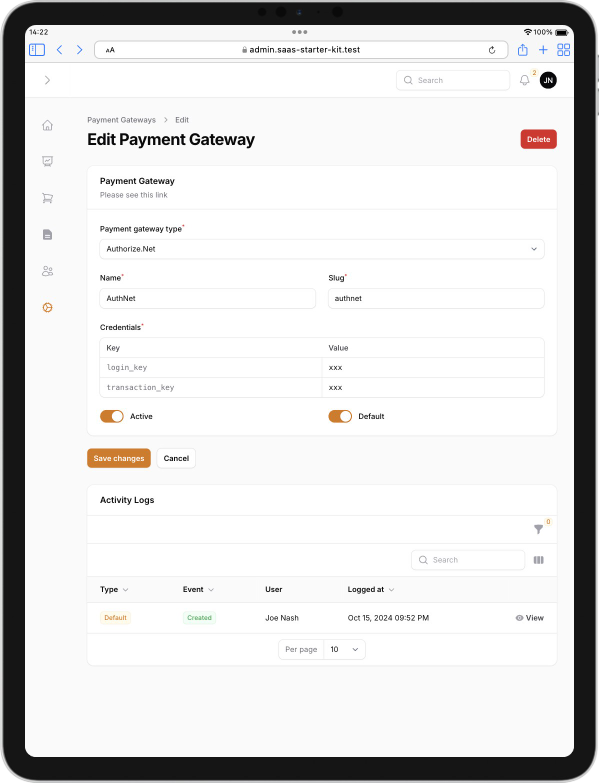 14:22
100%
AA
admin.saas-starter-kit.test
Search
2
JN
Payment Gateways > Edit
Edit Payment Gateway
Delete
Payment Gateway
Please see this link
Payment gateway type*
Authorize.Net
Name* Slug*
AuthNet authnet
Credentials*
Key Value
login_key xxx
transaction_key xxx
Active Default
Save changes Cancel
Activity Logs
0
Search
Type Event User Logged at
Default Created Joe Nash Oct 15, 2024 09:52 PM View
Per page 10